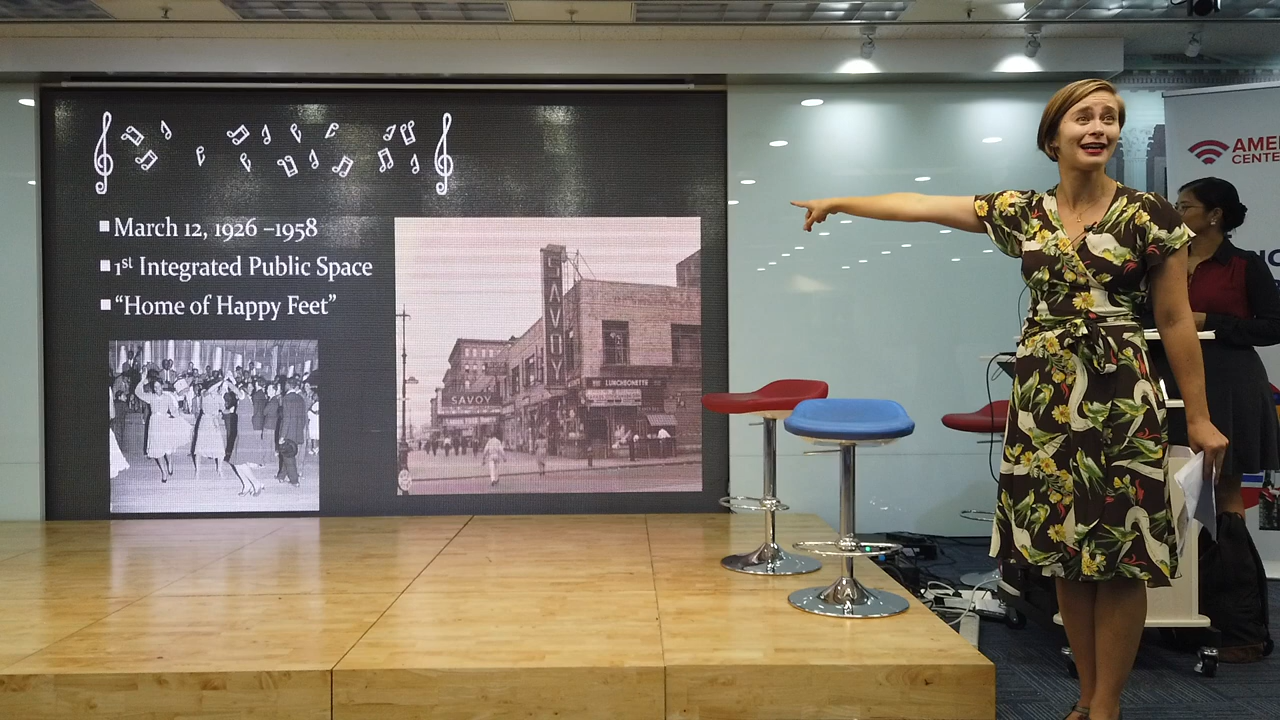 March 12, 1926 –1958
1st Integrated Public Space
“Home of Happy Feet”
SAVOY
SAVOY
LUNCHEONETTE
AME
CENTE